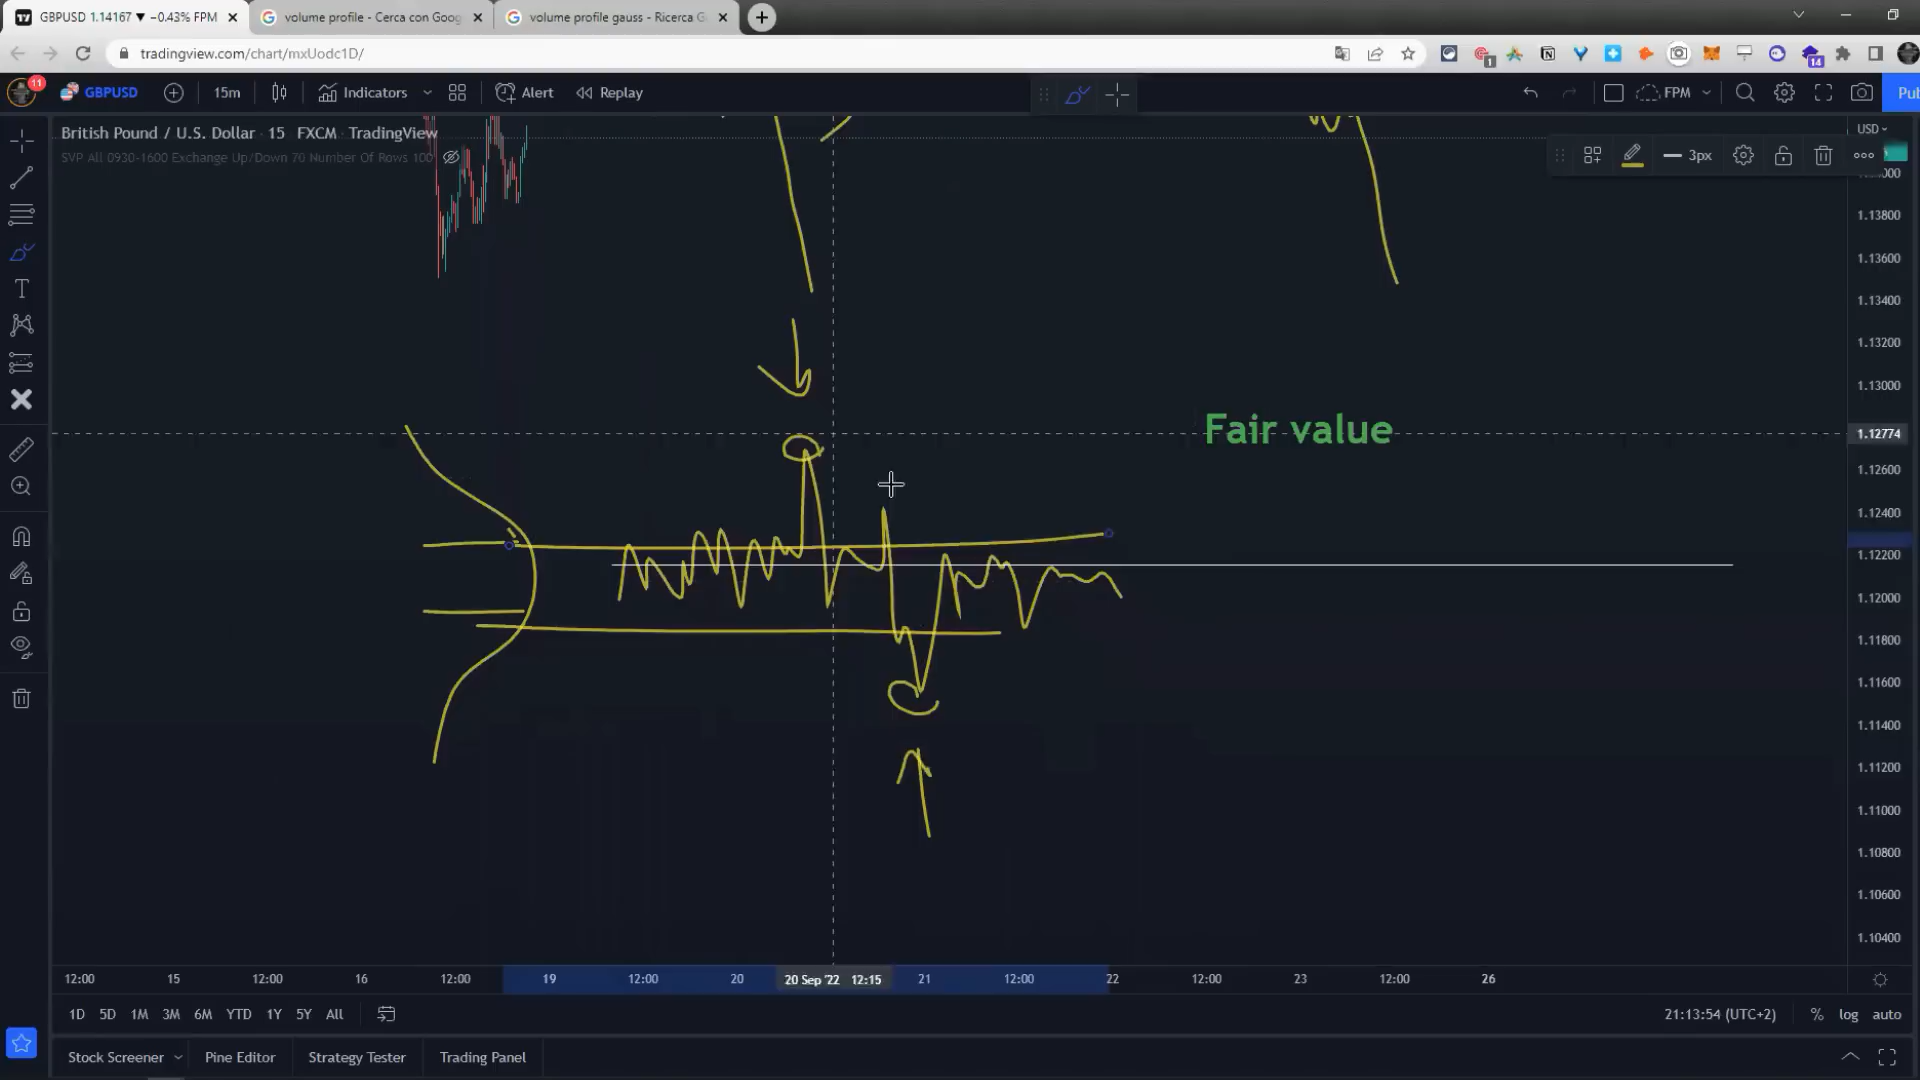 GBPUSD 1.14167 ▼ −0.43% FPM
volume profile - Cerca con Goog
volume profile gauss - Ricerca G
tradingview.com/chart/mxUodc1D/
1
14
11
GBPUSD
15m
Indicators
Alert
Replay
FPM
Pub
British Pound / U.S. Dollar · 15 · FXCM · TradingView
SVP All 0930-1600 Exchange Up/Down 70 Number Of Rows 100
USD
3px
1.13800
1.13600
1.13400
1.13200
1.13000
Fair value
1.12774
1.12600
1.12400
1.12200
1.12000
1.11800
1.11600
1.11400
1.11200
1.11000
1.10800
1.10600
1.10400
12:00 15 12:00 16 12:00 19 12:00 20 20 Sep '22 12:15 21 12:00 22 12:00 23 12:00 26
1D 5D 1M 3M 6M YTD 1Y 5Y All
21:13:54 (UTC+2) % log auto
Stock Screener Pine Editor Strategy Tester Trading Panel